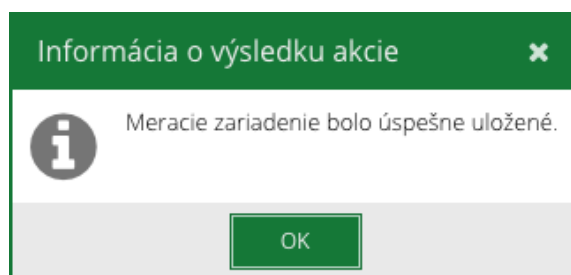 Informácia o výsledku akcie
Meracie zariadenie bolo úspešne uložené.
OK